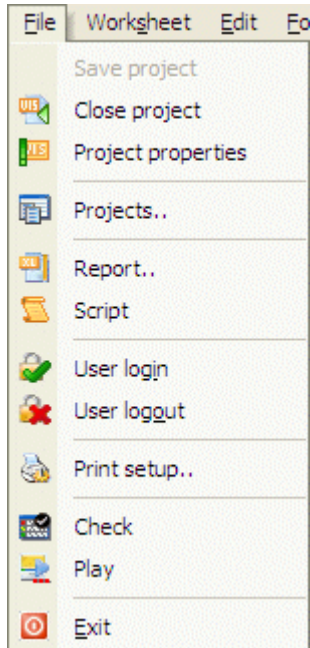 File Worksheet Edit Fo
Save project
Close project
Project properties
Projects..
Report..
Script
User login
User logout
Print setup..
Check
Play
Exit